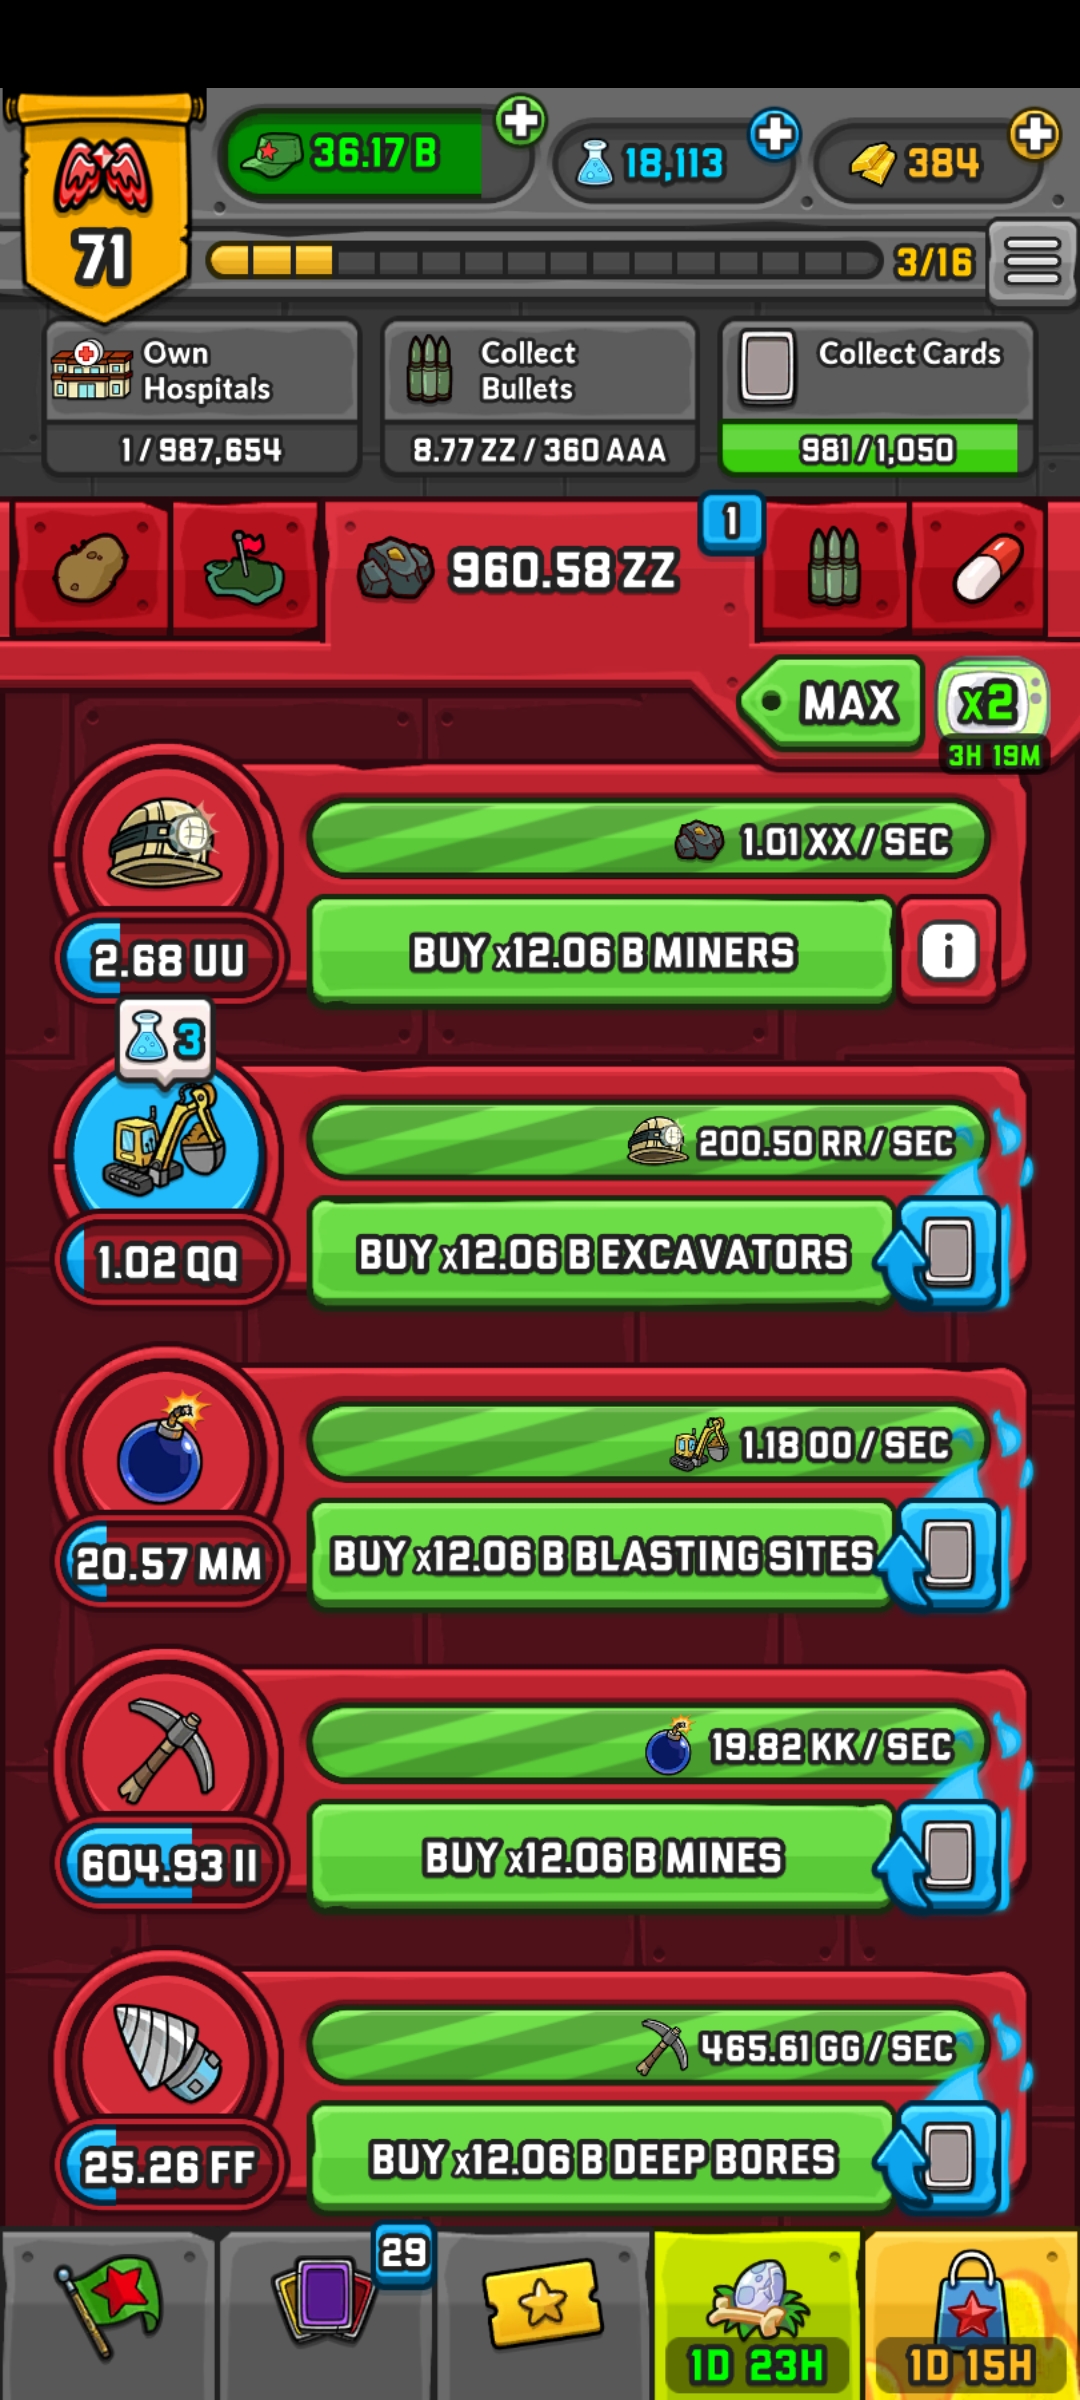 36.17 B
18,113
384
71
3/16
Own
Hospitals
1 / 987,654
Collect
Bullets
8.77 ZZ / 360 AAA
Collect Cards
981 / 1,050
960.58 ZZ
1
MAX
x2
3H 19M
1.01 XX / SEC
BUY x12.06 B MINERS
i
2.68 UU
3
200.50 RR / SEC
BUY x12.06 B EXCAVATORS
1.02 QQ
1.18 OO / SEC
BUY x12.06 B BLASTING SITES
20.57 MM
19.82 KK / SEC
BUY x12.06 B MINES
604.93 II
465.61 GG / SEC
BUY x12.06 B DEEP BORES
25.26 FF
29
1D 23H
1D 15H